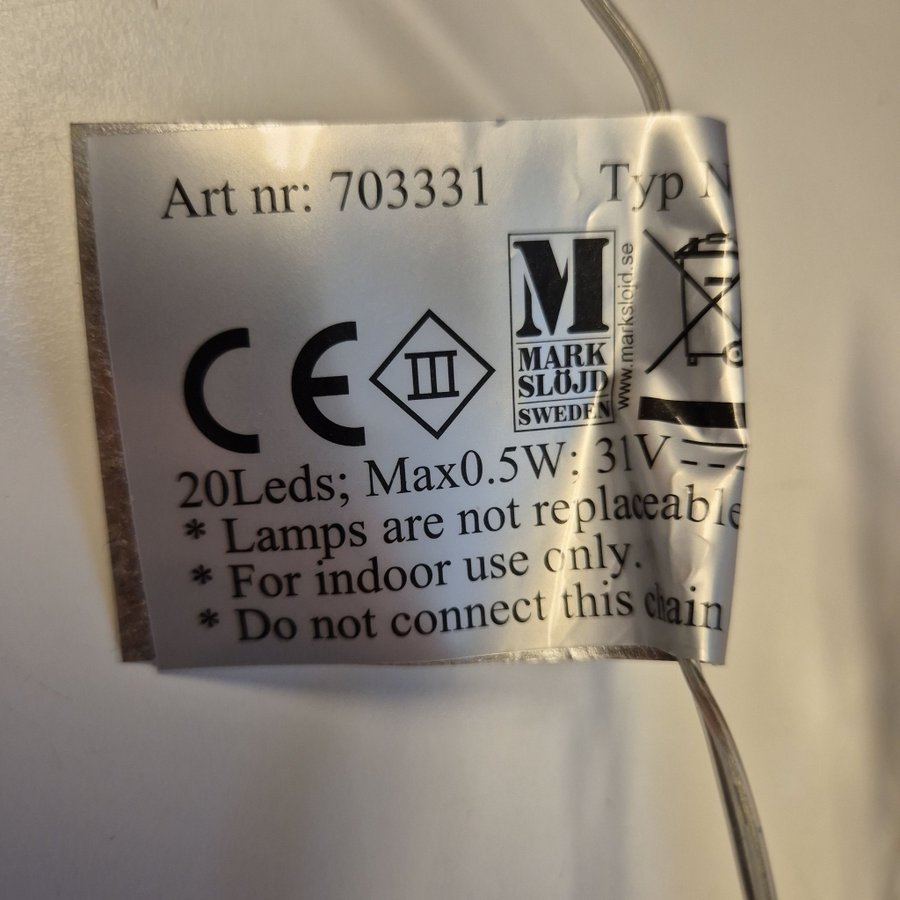 Art nr: 703331 Typ N
CE
III
M
MARK
SLÖJD
SWEDEN
www.markslojd.se
20Leds; Max0.5W: 31V
* Lamps are not replaceable
* For indoor use only.
* Do not connect this chain